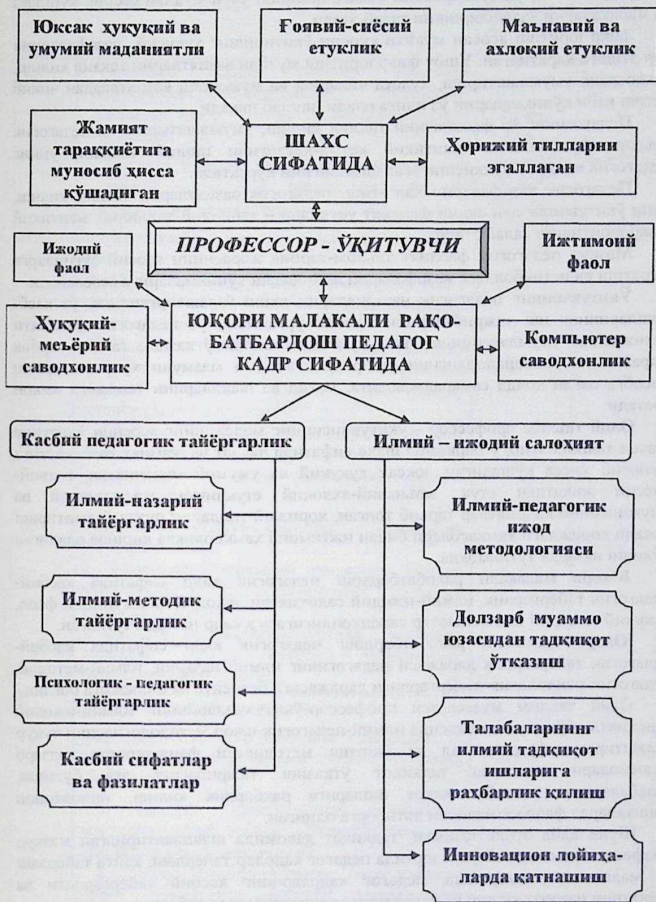 Юксак ҳуқуқий ва
умумий маданиятли
Ғоявий-сиёсий
етуклик
Маънавий ва
ахлоқий етуклик
Жамият
тараққиётига
муносиб ҳисса
қўшадиган
ШАХС
СИФАТИДА
Хорижий тилларни
эгаллаган
Ижодий
фаол
ПРОФЕССОР - ЎҚИТУВЧИ
Ижтимоий
фаол
Ҳуқуқий-
меъёрий
саводхонлик
ЮҚОРИ МАЛАКАЛИ РАҚО-
БАТБАРДОШ ПЕДАГОГ
КАДР СИФАТИДА
Компьютер
саводхонлик
Касбий педагогик тайёргарлик
Илмий – ижодий салоҳият
Илмий-назарий
тайёргарлик
Илмий-педагогик
ижод
методологияси
Илмий-методик
тайёргарлик
Долзарб муаммо
юзасидан тадқиқот
ўтказиш
Психологик - педагогик
тайёргарлик
Касбий сифатлар
ва фазилатлар
Талабаларнинг
илмий тадқиқот
ишларига
раҳбарлик қилиш
Инновацион лойиҳа-
ларда қатнашиш